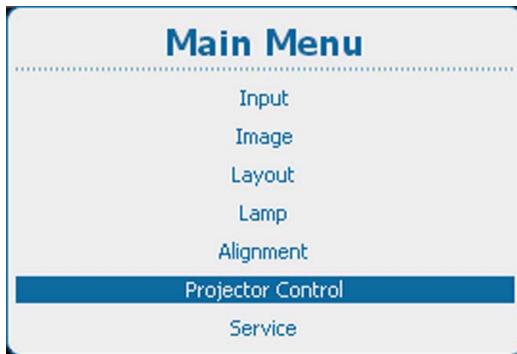 Main Menu
Input
Image
Layout
Lamp
Alignment
Projector Control
Service